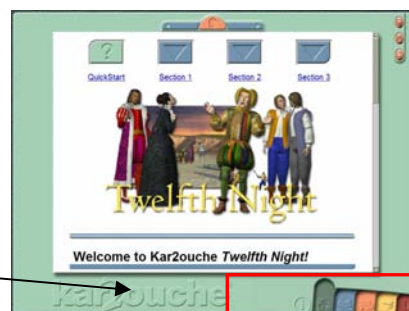 ?
QuickStart Section 1 Section 2 Section 3
Twelfth Night
Welcome to Kar2ouche Twelfth Night!
kar2ouche